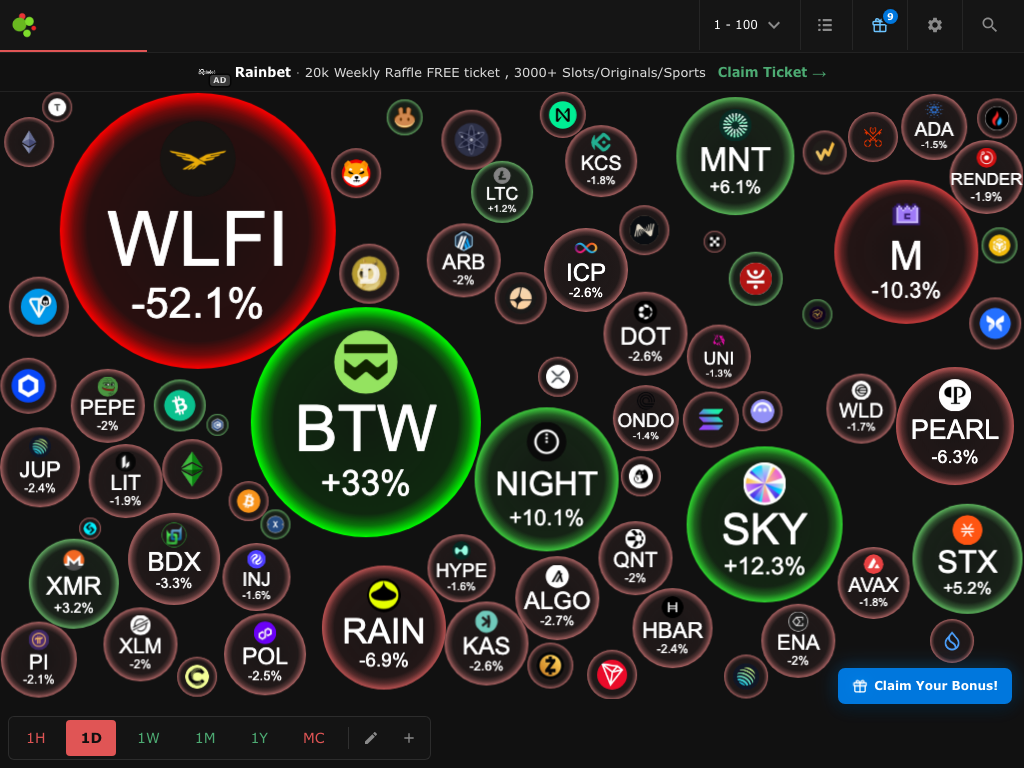 1 - 100
9
AD
Rainbet · 20k Weekly Raffle FREE ticket , 3000+ Slots/Originals/Sports Claim Ticket →
T
WLFI
-52.1%
LTC
+1.2%
KCS
-1.8%
MNT
+6.1%
ADA
-1.5%
RENDER
-1.9%
ARB
-2%
ICP
-2.6%
M
-10.3%
DOT
-2.6%
UNI
-1.3%
BTW
+33%
PEPE
-2%
ONDO
-1.4%
WLD
-1.7%
PEARL
-6.3%
JUP
-2.4%
LIT
-1.9%
NIGHT
+10.1%
SKY
+12.3%
BDX
-3.3%
XMR
+3.2%
INJ
-1.6%
HYPE
-1.6%
QNT
-2%
STX
+5.2%
AVAX
-1.8%
ALGO
-2.7%
RAIN
-6.9%
KAS
-2.6%
HBAR
-2.4%
ENA
-2%
XLM
-2%
POL
-2.5%
PI
-2.1%
Claim Your Bonus!
1H 1D 1W 1M 1Y MC